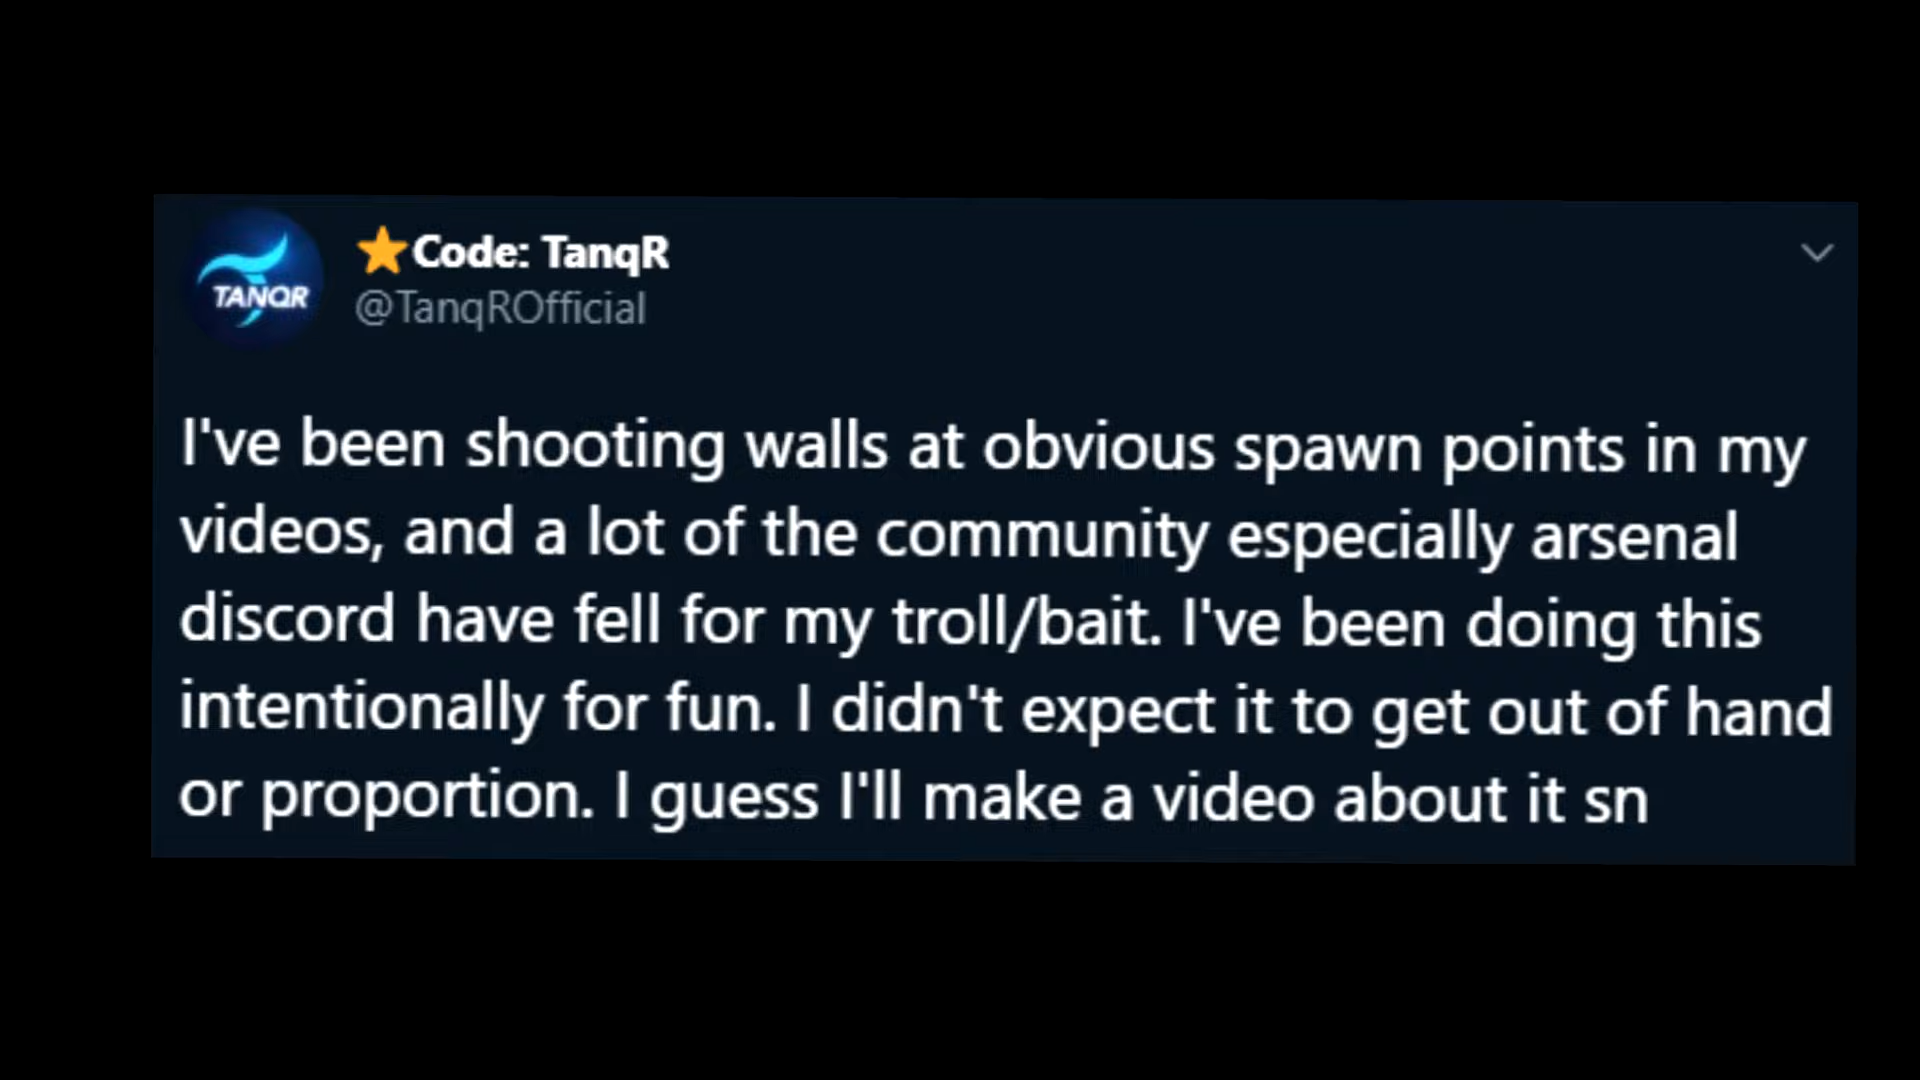 TANQR
⭐Code: TanqR
@TanqROfficial
I've been shooting walls at obvious spawn points in my
videos, and a lot of the community especially arsenal
discord have fell for my troll/bait. I've been doing this
intentionally for fun. I didn't expect it to get out of hand
or proportion. I guess I'll make a video about it sn